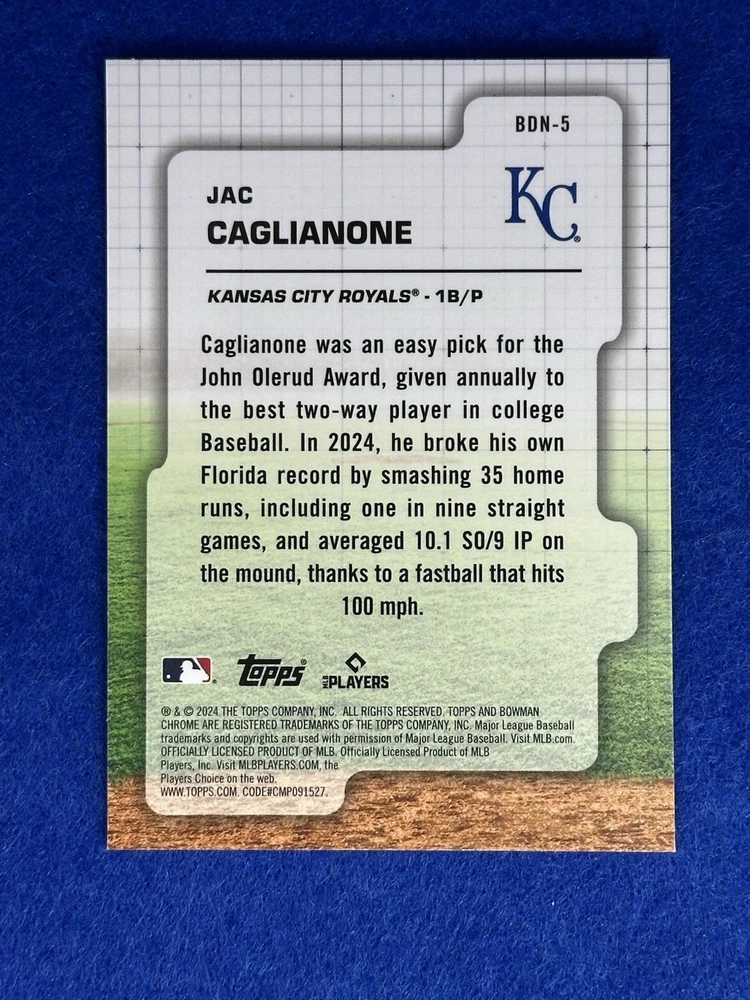 BDN-5
KC®
JAC
CAGLIANONE
KANSAS CITY ROYALS® - 1B/P
Caglianone was an easy pick for the
John Olerud Award, given annually to
the best two-way player in college
Baseball. In 2024, he broke his own
Florida record by smashing 35 home
runs, including one in nine straight
games, and averaged 10.1 SO/9 IP on
the mound, thanks to a fastball that hits
100 mph.
topps® MLB PLAYERS
® & © 2024 THE TOPPS COMPANY, INC. ALL RIGHTS RESERVED. TOPPS AND BOWMAN
CHROME ARE REGISTERED TRADEMARKS OF THE TOPPS COMPANY, INC. Major League Baseball
trademarks and copyrights are used with permission of Major League Baseball. Visit MLB.com.
OFFICIALLY LICENSED PRODUCT OF MLB. Officially Licensed Product of MLB
Players, Inc. Visit MLBPLAYERS.COM, the
Players Choice on the web.
WWW.TOPPS.COM. CODE#CMP091527.